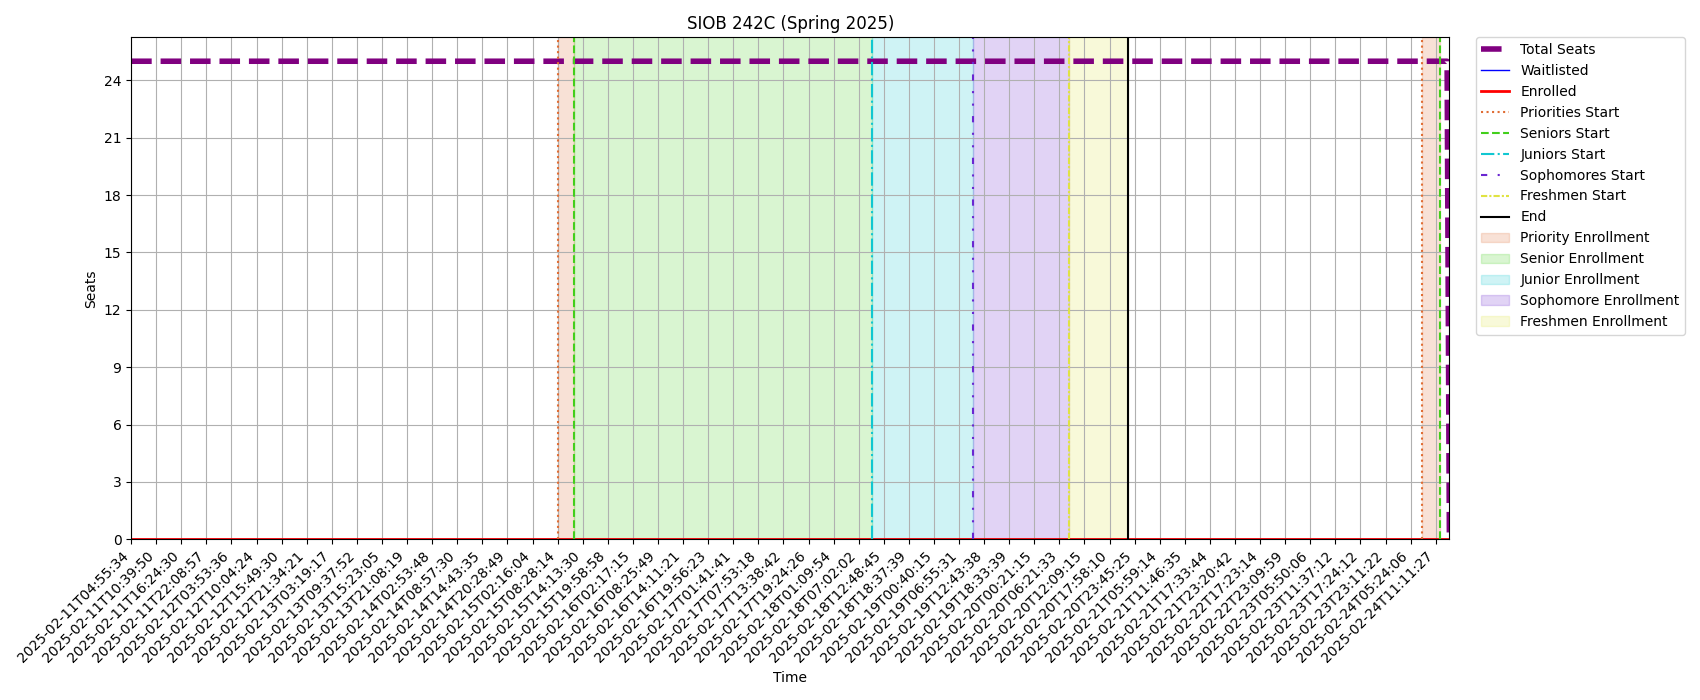 SIOB 242C (Spring 2025)
Seats
24
21
18
15
12
9
6
3
0
2025-02-11T04:55:34
2025-02-11T10:39:50
2025-02-11T16:24:30
2025-02-11T22:08:57
2025-02-12T03:53:36
2025-02-12T10:04:24
2025-02-12T15:49:30
2025-02-12T21:34:21
2025-02-13T03:19:17
2025-02-13T09:37:52
2025-02-13T15:23:05
2025-02-13T21:08:19
2025-02-14T02:53:48
2025-02-14T08:57:30
2025-02-14T14:43:35
2025-02-14T20:28:49
2025-02-15T02:16:04
2025-02-15T08:28:14
2025-02-15T14:13:30
2025-02-15T19:58:58
2025-02-16T02:17:15
2025-02-16T08:25:49
2025-02-16T14:11:21
2025-02-16T19:56:23
2025-02-17T01:41:41
2025-02-17T07:53:18
2025-02-17T13:38:42
2025-02-17T19:24:26
2025-02-18T01:09:54
2025-02-18T07:02:02
2025-02-18T12:48:45
2025-02-18T18:37:39
2025-02-19T00:40:15
2025-02-19T06:55:31
2025-02-19T12:43:38
2025-02-19T18:33:39
2025-02-20T00:21:15
2025-02-20T06:21:33
2025-02-20T12:09:15
2025-02-20T17:58:10
2025-02-20T23:45:25
2025-02-21T05:59:14
2025-02-21T11:46:35
2025-02-21T17:33:44
2025-02-21T23:20:42
2025-02-22T17:23:14
2025-02-22T23:09:59
2025-02-23T05:50:06
2025-02-23T11:37:12
2025-02-23T17:24:12
2025-02-23T23:11:22
2025-02-24T05:24:06
2025-02-24T11:11:27
Time
Total Seats
Waitlisted
Enrolled
Priorities Start
Seniors Start
Juniors Start
Sophomores Start
Freshmen Start
End
Priority Enrollment
Senior Enrollment
Junior Enrollment
Sophomore Enrollment
Freshmen Enrollment